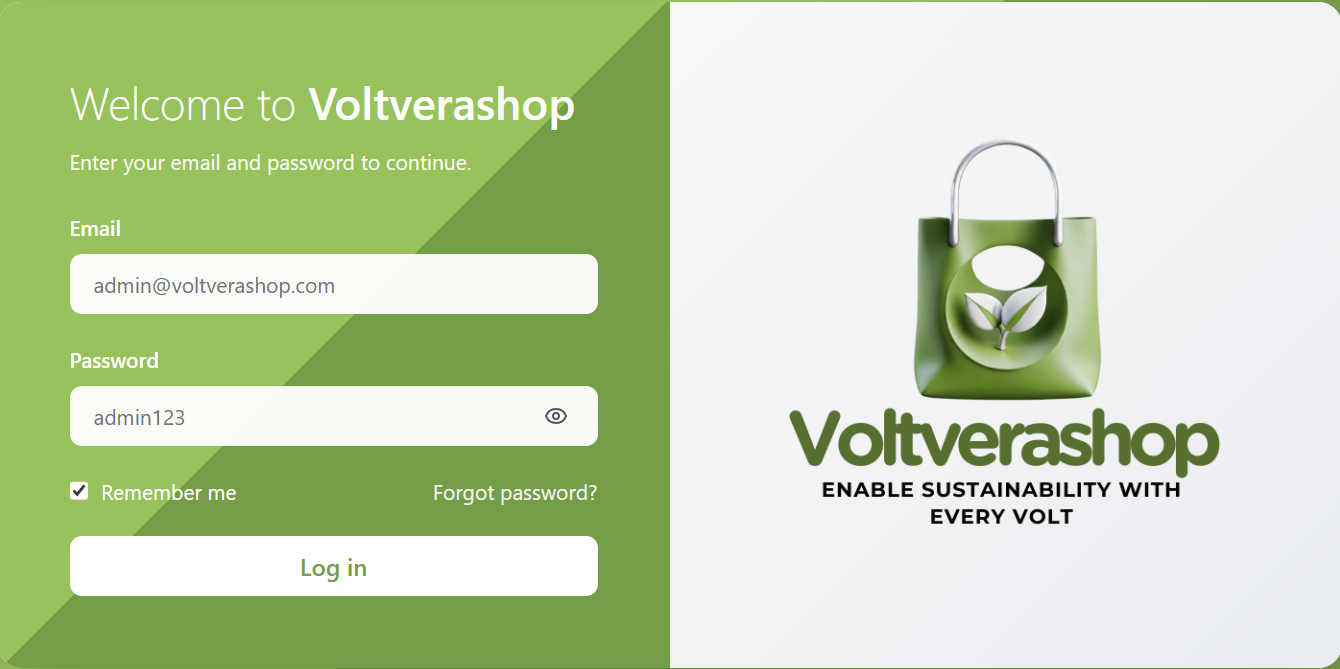 Welcome to Voltverashop
Enter your email and password to continue.
Email
admin@voltverashop.com
Password
admin123
Remember me
Forgot password?
Log in
Voltverashop
ENABLE SUSTAINABILITY WITH
EVERY VOLT